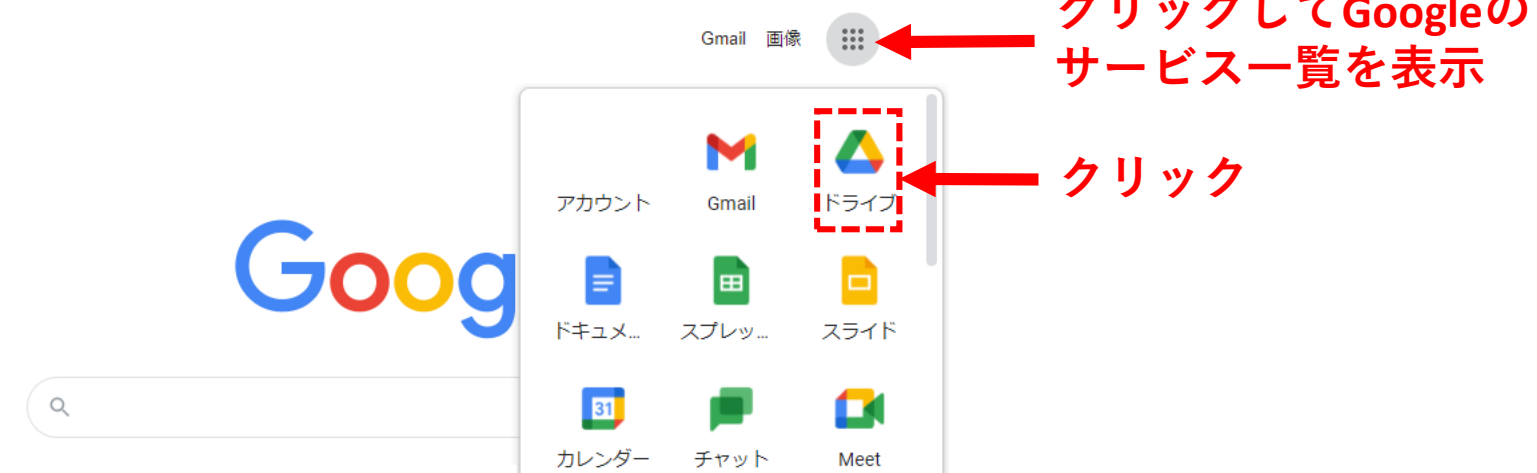 クリックしてGoogleの
サービス一覧を表示
Gmail 画像
クリック
アカウント Gmail ドライブ
Goog
ドキュメ... スプレッ... スライド
31
カレンダー チャット Meet